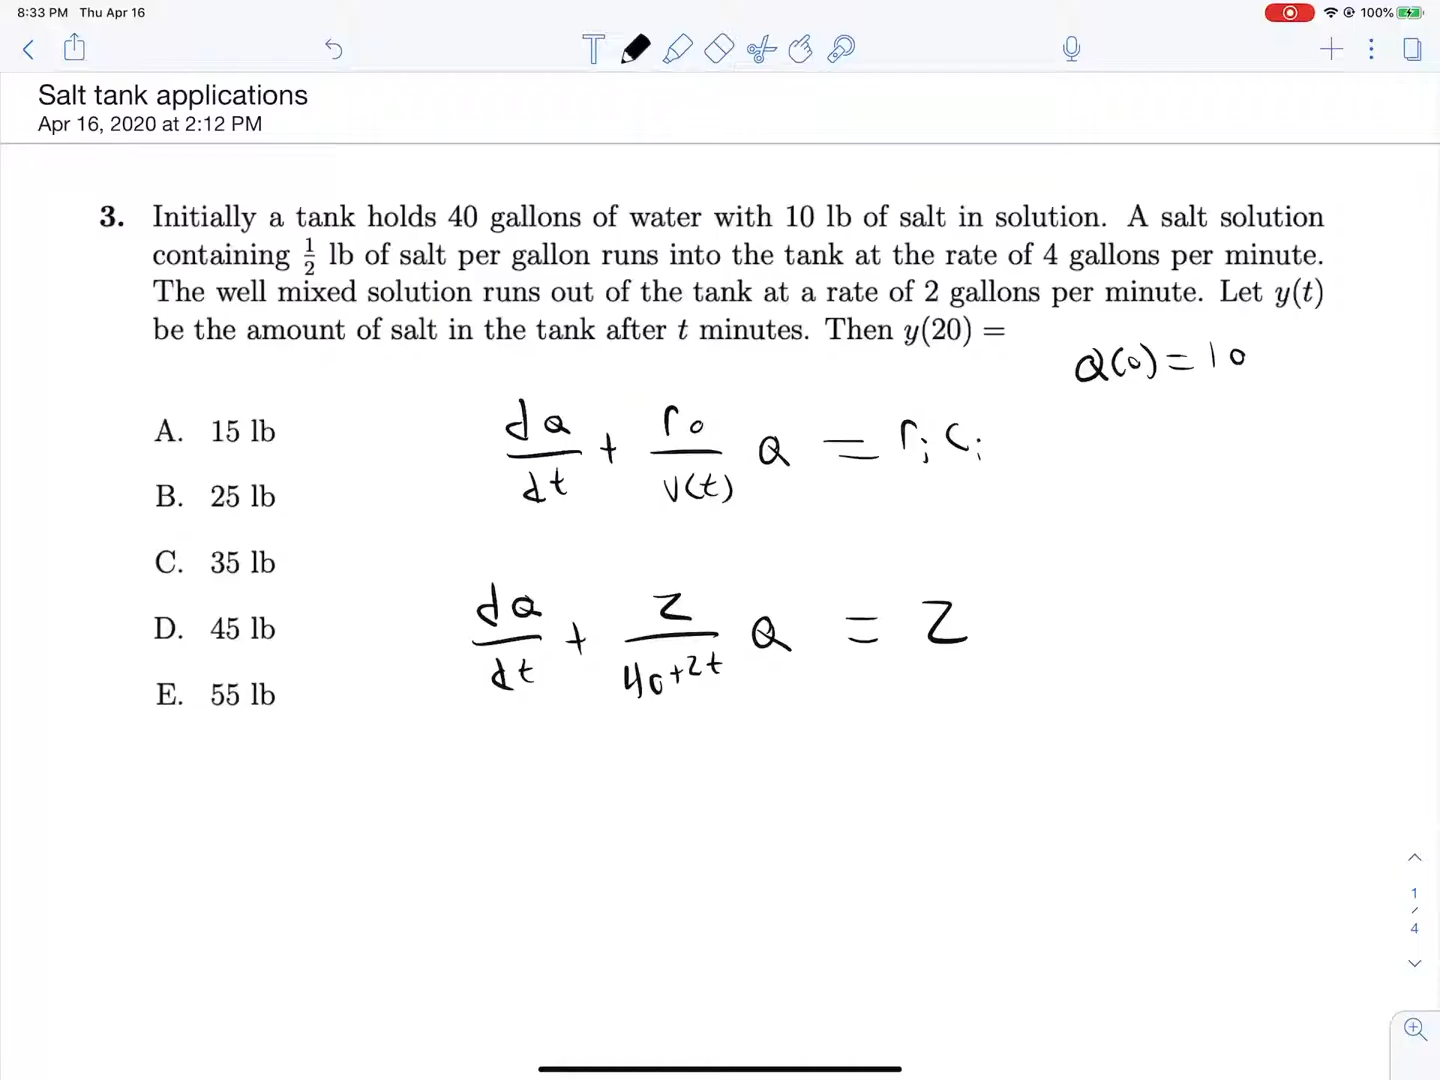 8:33 PM Thu Apr 16 100%
T
Salt tank applications
Apr 16, 2020 at 2:12 PM
3. Initially a tank holds 40 gallons of water with 10 lb of salt in solution. A salt solution
containing 1/2 lb of salt per gallon runs into the tank at the rate of 4 gallons per minute.
The well mixed solution runs out of the tank at a rate of 2 gallons per minute. Let y(t)
be the amount of salt in the tank after t minutes. Then y(20) =
Q(0) = 10
A. 15 lb
B. 25 lb
C. 35 lb
D. 45 lb
E. 55 lb
dQ/dt + r₀/v(t) Q = rᵢ cᵢ
dQ/dt + 2/(40+2t) Q = 2
1
/
4